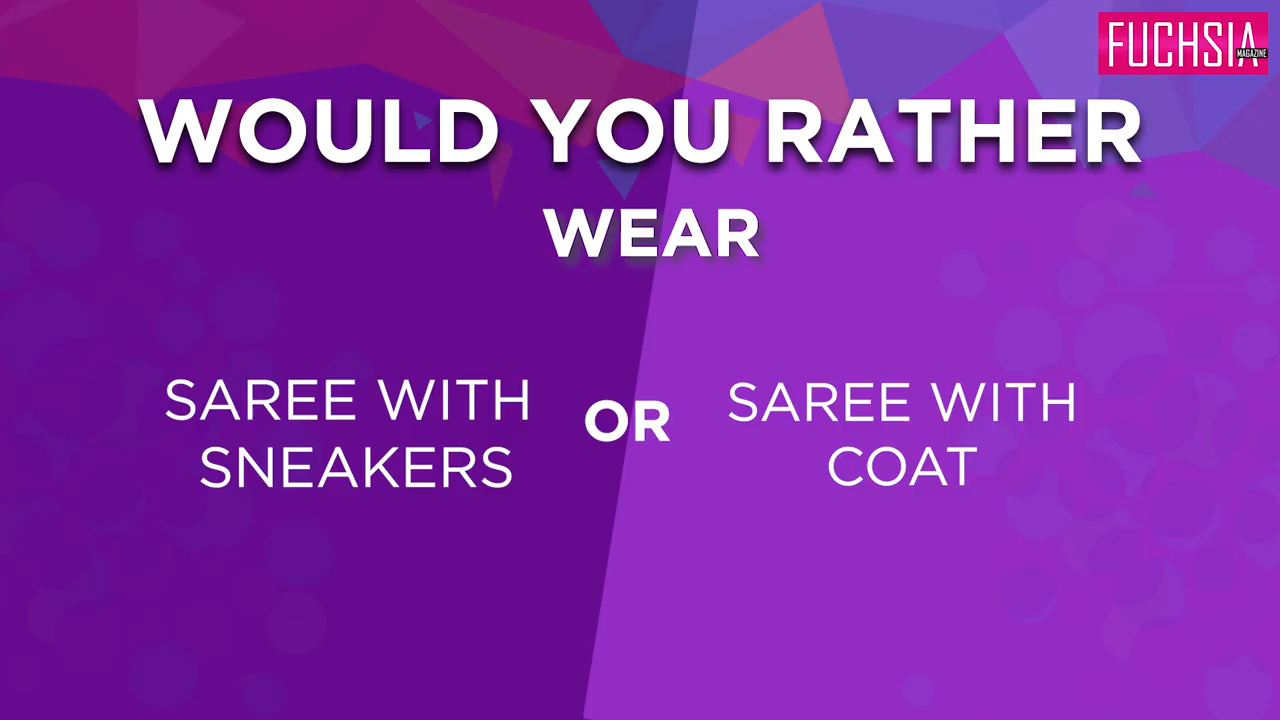 FUCHSIA
MAGAZINE
WOULD YOU RATHER
WEAR
SAREE WITH
SNEAKERS
OR
SAREE WITH
COAT